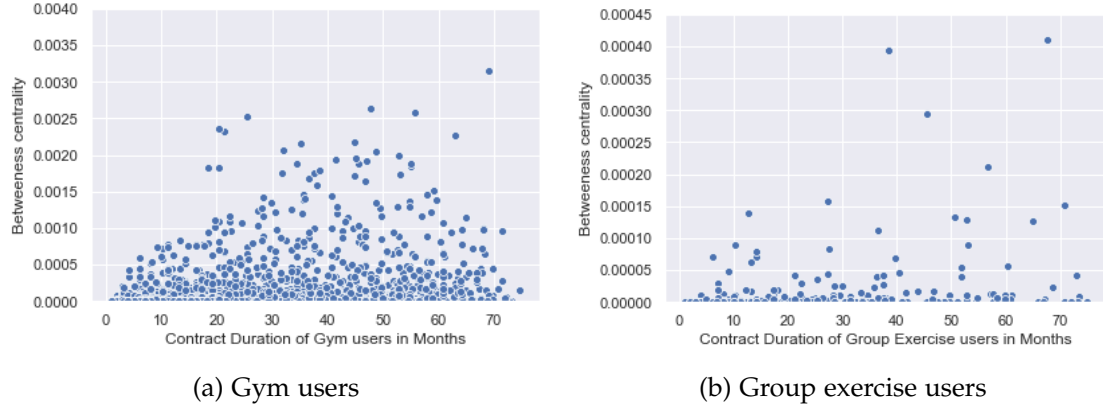 0.0040
0.0035
0.0030
0.0025
0.0020
0.0015
0.0010
0.0005
0.0000
Betweeness centrality
0 10 20 30 40 50 60 70
Contract Duration of Gym users in Months
(a) Gym users
0.00045
0.00040
0.00035
0.00030
0.00025
0.00020
0.00015
0.00010
0.00005
0.00000
Betweeness centrality
0 10 20 30 40 50 60 70
Contract Duration of Group Exercise users in Months
(b) Group exercise users